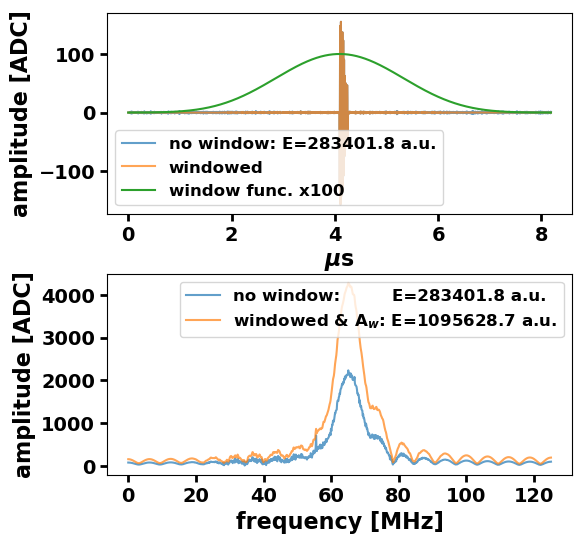 amplitude [ADC]
100
0
−100
no window: E=283401.8 a.u.
windowed
window func. x100
0 2 4 6 8
μs
amplitude [ADC]
4000
3000
2000
1000
0
no window: E=283401.8 a.u.
windowed & A_w: E=1095628.7 a.u.
0 20 40 60 80 100 120
frequency [MHz]